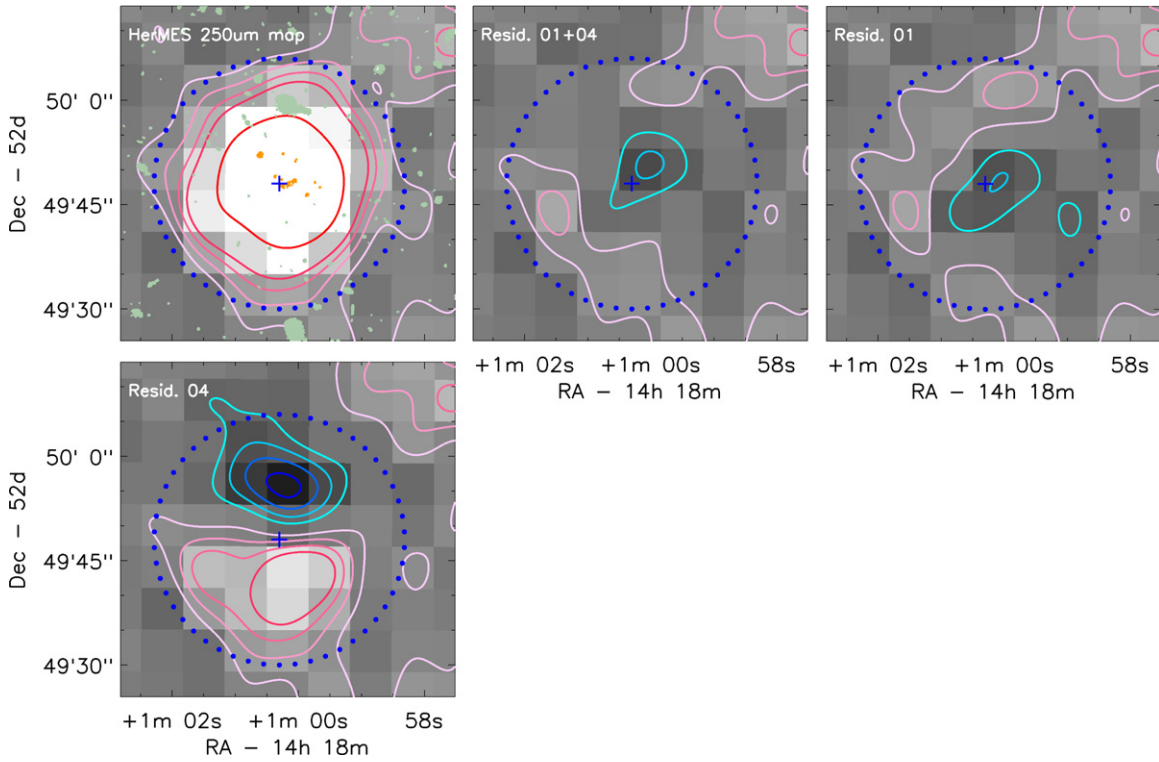 HerMES 250um map
Resid. 01+04
Resid. 01
Dec − 52d
50' 0''
49'45''
49'30''
+1m 02s +1m 00s 58s
RA − 14h 18m
+1m 02s +1m 00s 58s
RA − 14h 18m
Resid. 04
Dec − 52d
50' 0''
49'45''
49'30''
+1m 02s +1m 00s 58s
RA − 14h 18m